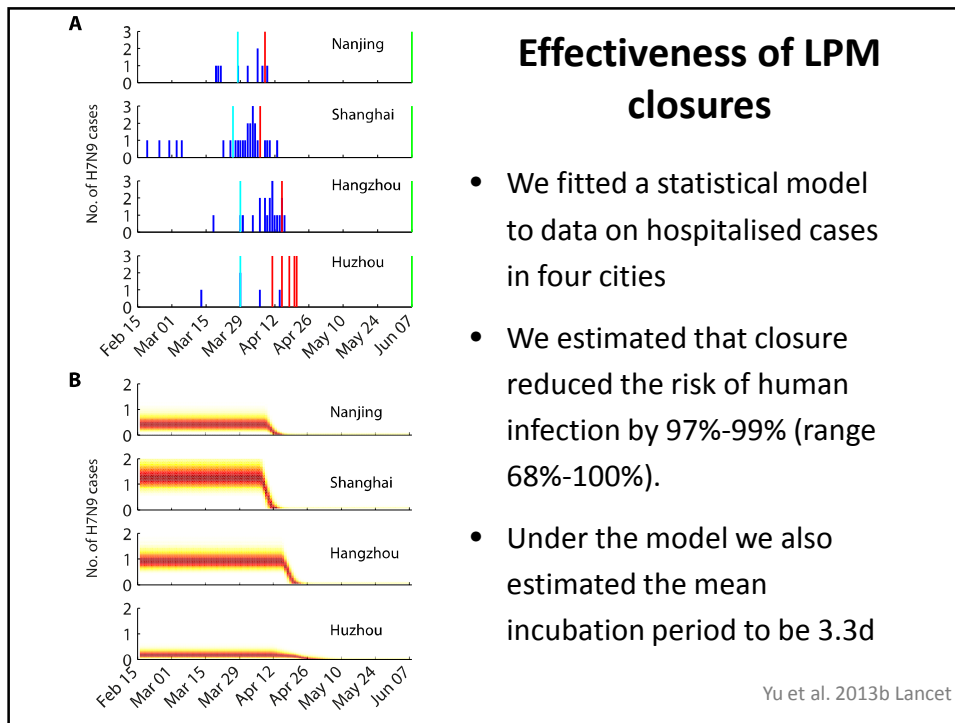 A
No. of H7N9 cases
3
2
1
0
Nanjing
3
2
1
0
Shanghai
3
2
1
0
Hangzhou
3
2
1
0
Huzhou
Feb 15
Mar 01
Mar 15
Mar 29
Apr 12
Apr 26
May 10
May 24
Jun 07
B
No. of H7N9 cases
2
1
0
Nanjing
2
1
0
Shanghai
2
1
0
Hangzhou
2
1
0
Huzhou
Feb 15
Mar 01
Mar 15
Mar 29
Apr 12
Apr 26
May 10
May 24
Jun 07
Effectiveness of LPM
closures
• We fitted a statistical model
to data on hospitalised cases
in four cities
• We estimated that closure
reduced the risk of human
infection by 97%-99% (range
68%-100%).
• Under the model we also
estimated the mean
incubation period to be 3.3d
Yu et al. 2013b Lancet